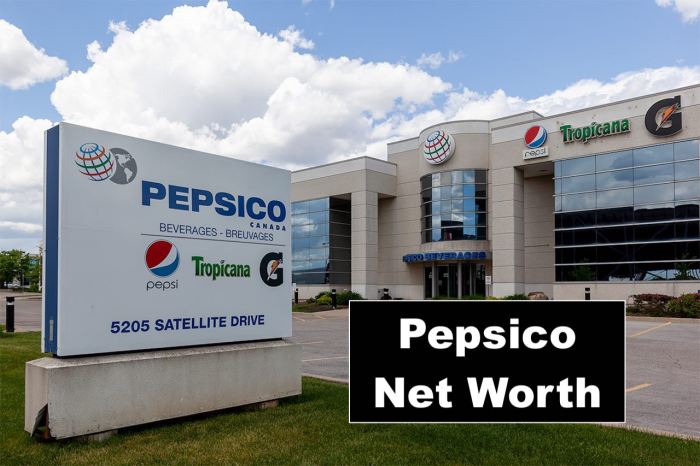 PEPSICO
CANADA
BEVERAGES - BREUVAGES
pepsi
Tropicana
G
5205 SATELLITE DRIVE
pepsi
Tropicana
G
PEPSICO BEVERAGES
Pepsico
Net Worth